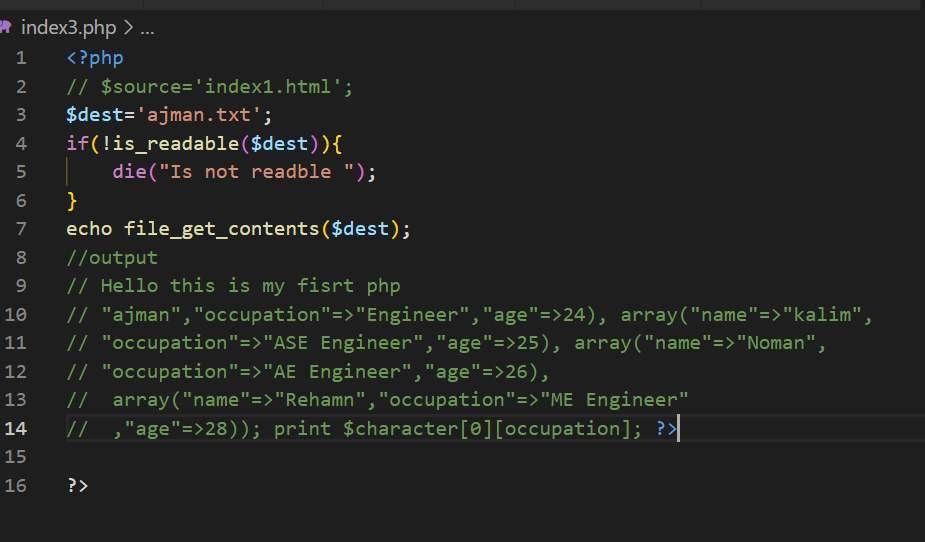 index3.php > ...
1 <?php
2 // $source='index1.html';
3 $dest='ajman.txt';
4 if(!is_readable($dest)){
5     die("Is not readble ");
6 }
7 echo file_get_contents($dest);
8 //output
9 // Hello this is my fisrt php
10 // "ajman","occupation"=>"Engineer","age"=>24), array("name"=>"kalim",
11 // "occupation"=>"ASE Engineer","age"=>25), array("name"=>"Noman",
12 // "occupation"=>"AE Engineer","age"=>26),
13 //  array("name"=>"Rehamn","occupation"=>"ME Engineer"
14 //  ,"age"=>28)); print $character[0][occupation]; ?>
15
16 ?>